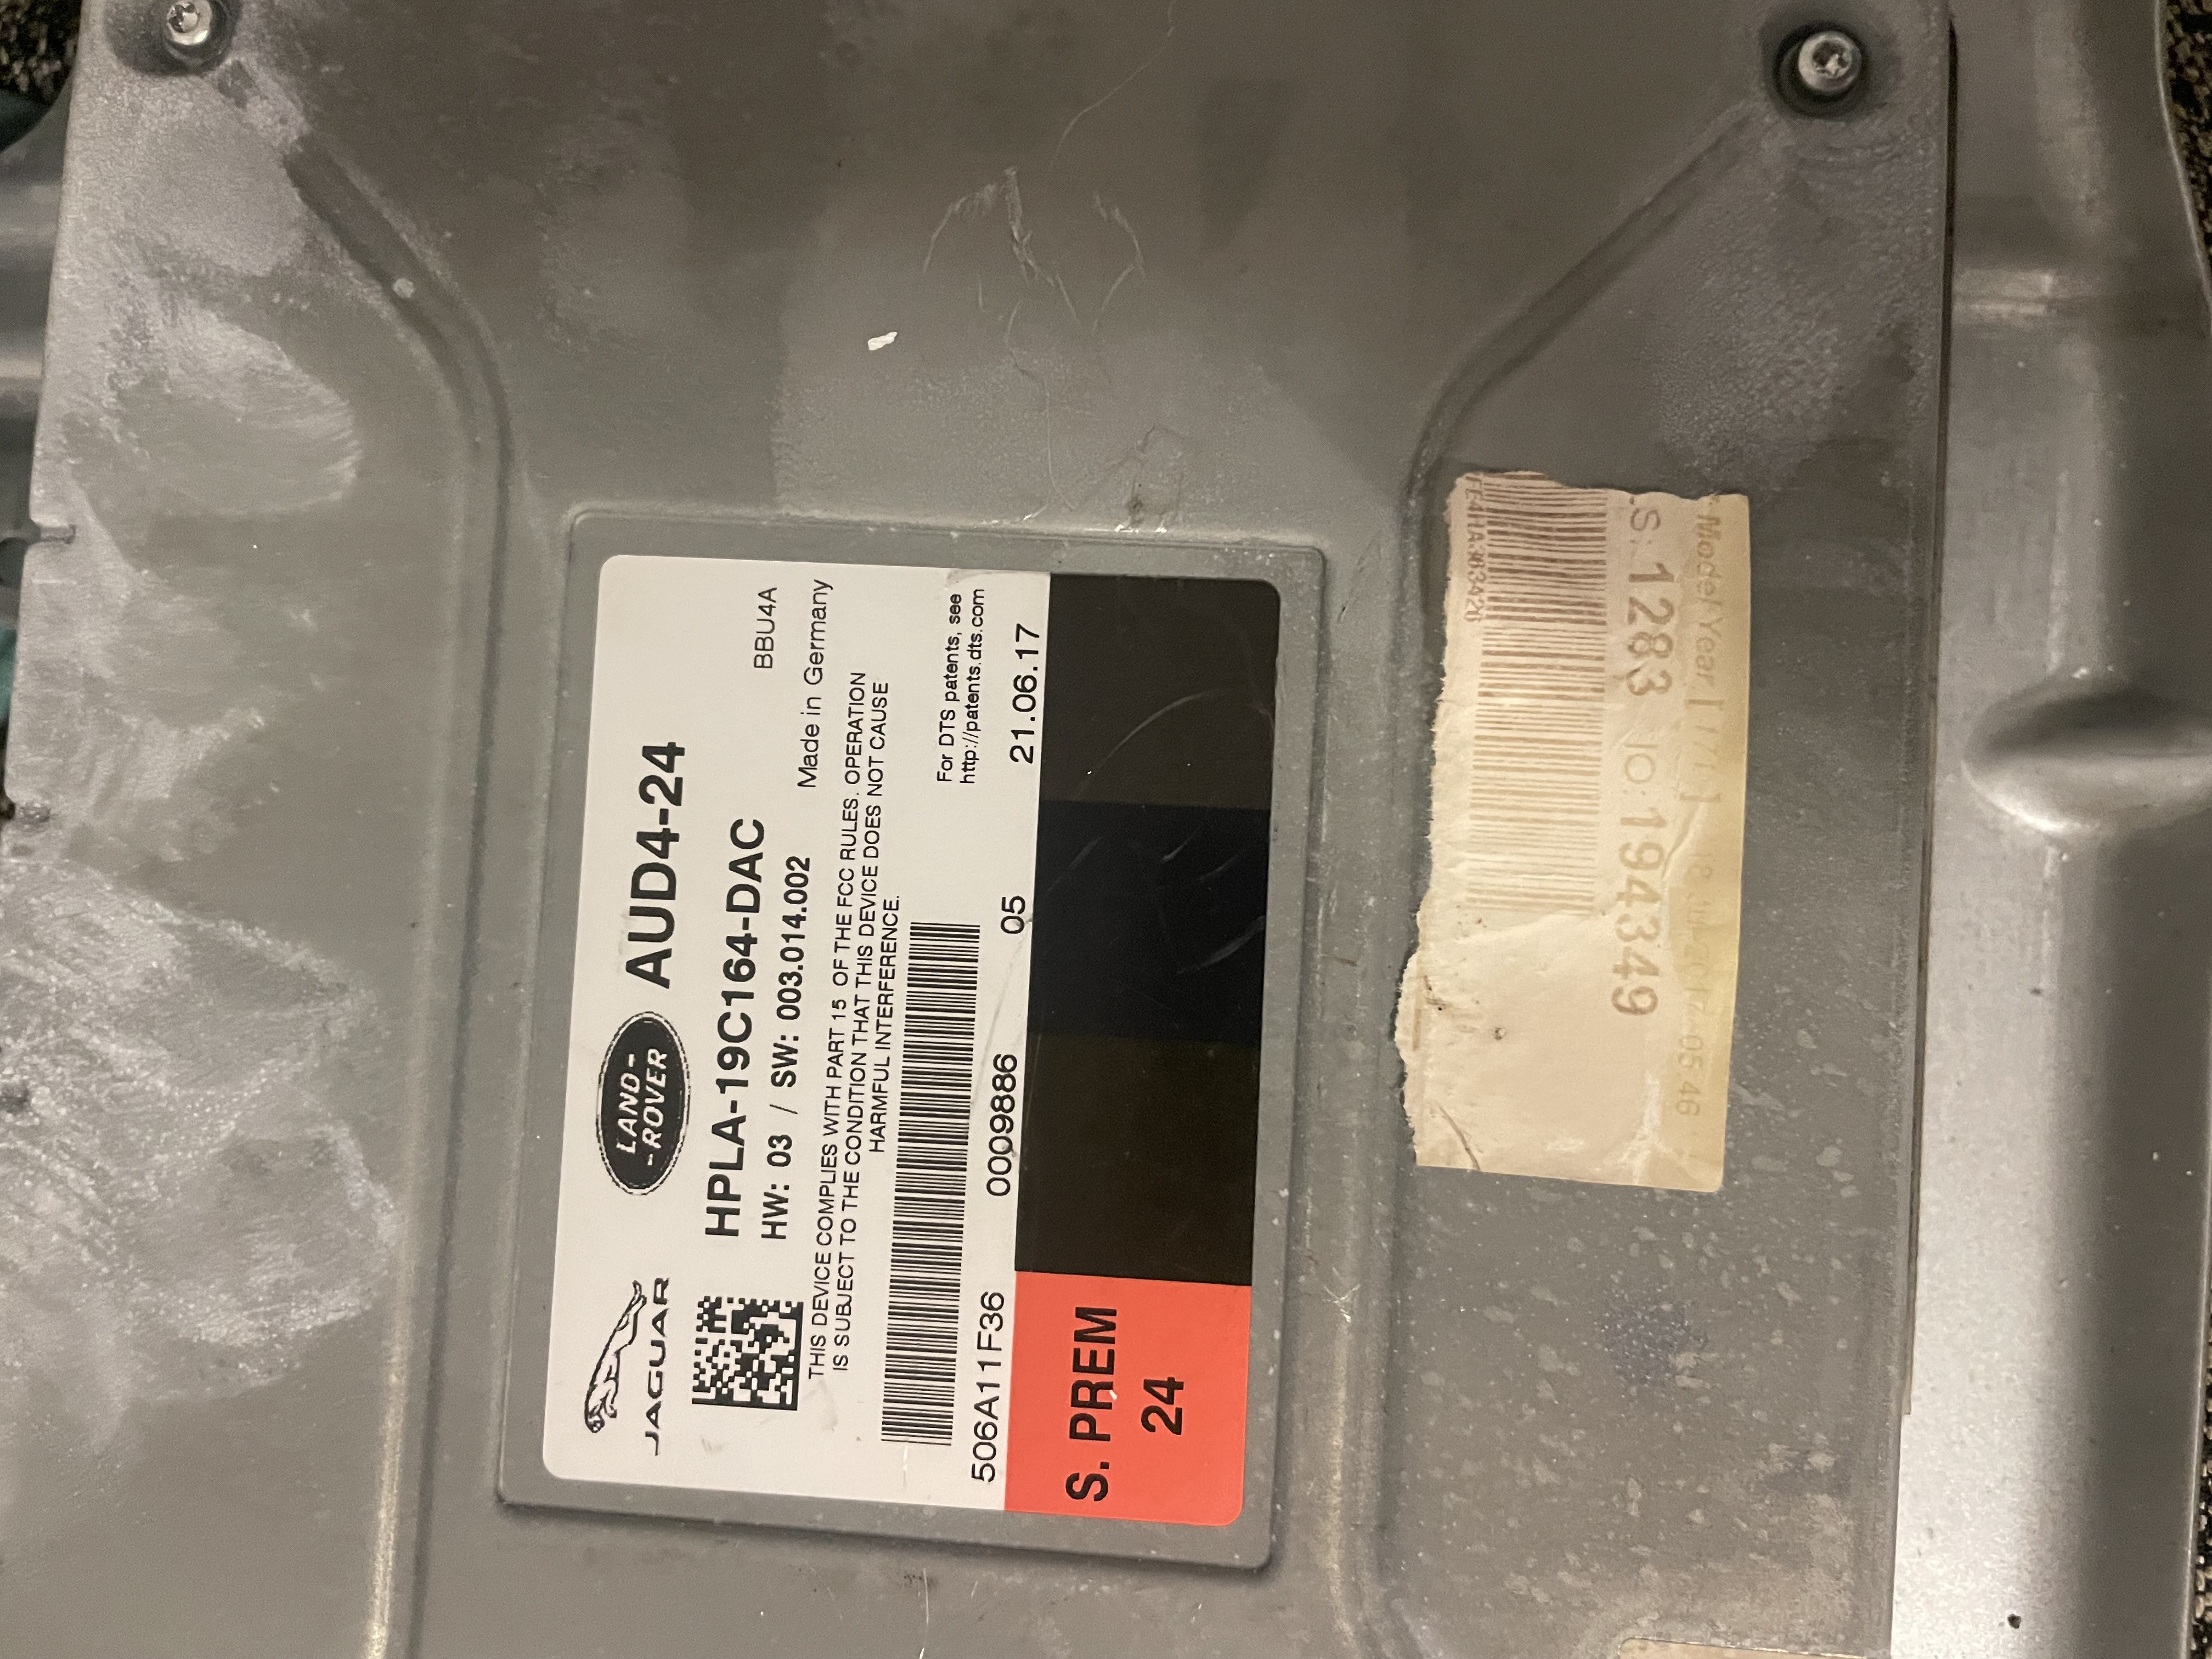 JAGUAR
LAND-
-ROVER
AUD4-24
HPLA-19C164-DAC
BBU4A
HW: 03 / SW: 003.014.002
Made in Germany
THIS DEVICE COMPLIES WITH PART 15 OF THE FCC RULES. OPERATION
IS SUBJECT TO THE CONDITION THAT THIS DEVICE DOES NOT CAUSE
HARMFUL INTERFERENCE.
For DTS patents, see
http://patents.dts.com
506A11F36 0009886 05 21.06.17
S. PREM
24
.S:1283 IO:194349
Model Year